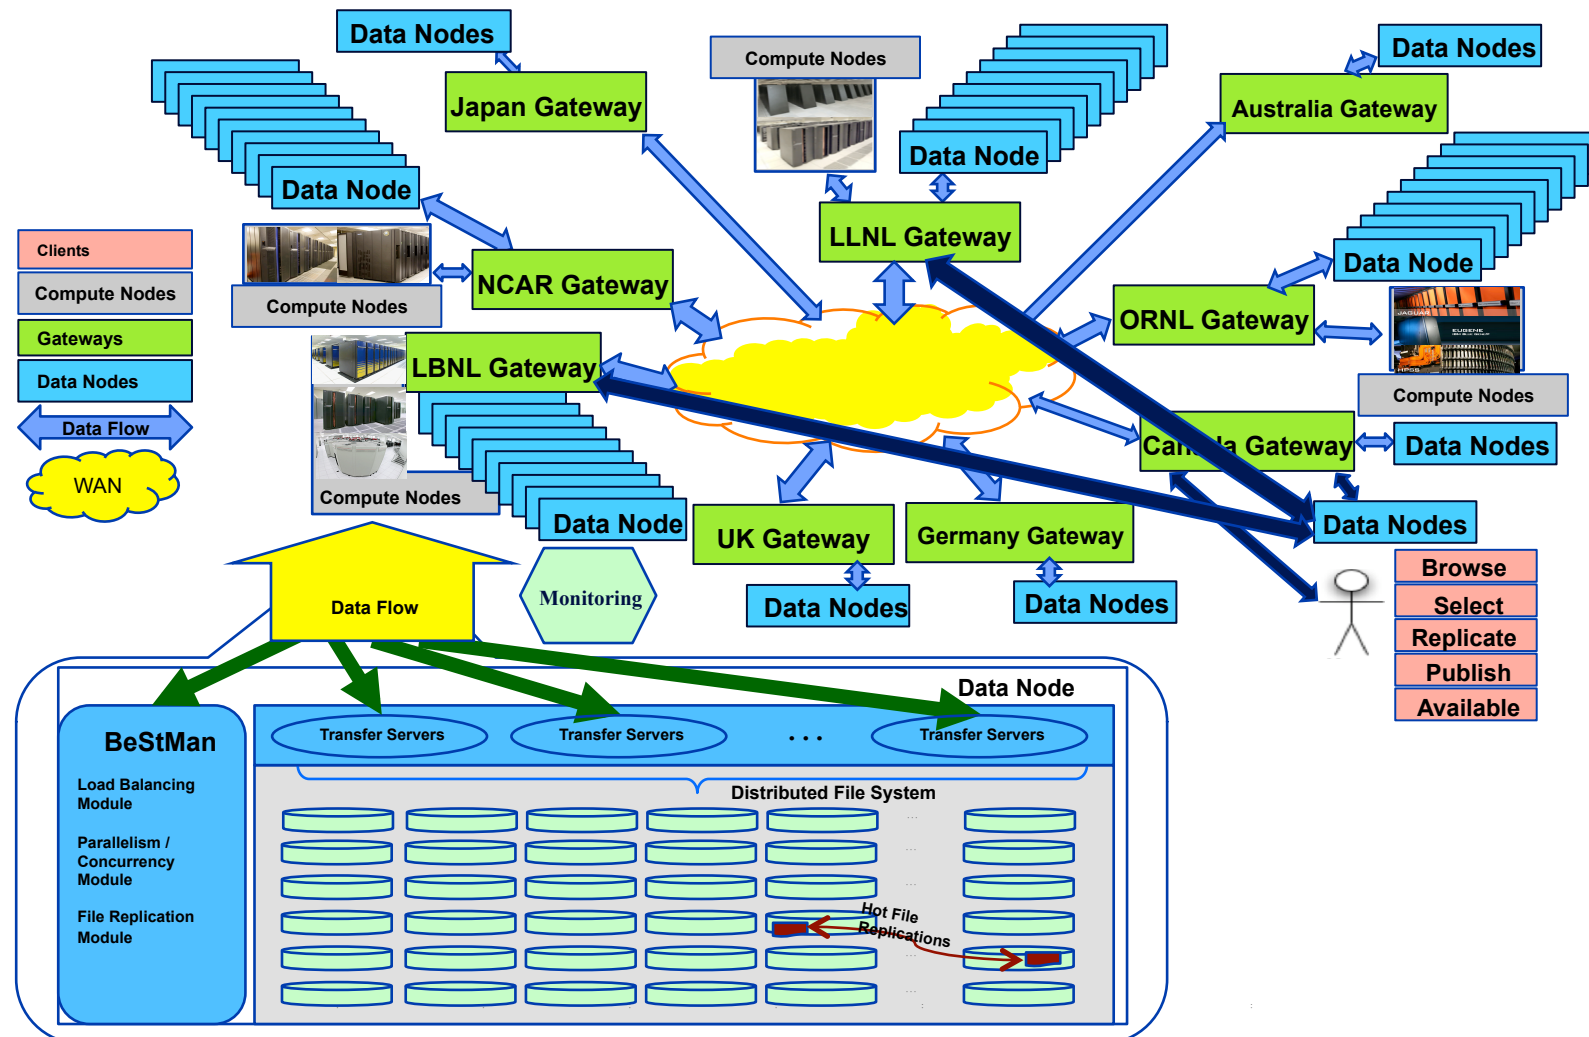 Data Nodes
Compute Nodes
Data Nodes
Japan Gateway
Australia Gateway
Data Node
Data Node
LLNL Gateway
Data Node
Clients
Compute Nodes
Gateways
Data Nodes
Data Flow
WAN
NCAR Gateway
Compute Nodes
ORNL Gateway
JAGUAR
EUGENE
HPSS
Compute Nodes
LBNL Gateway
Compute Nodes
Data Node
Canada Gateway
Data Nodes
Data Nodes
UK Gateway
Germany Gateway
Data Nodes
Data Nodes
Browse
Select
Replicate
Publish
Available
Data Flow
Monitoring
Data Node
BeStMan
Load Balancing
Module
Parallelism /
Concurrency
Module
File Replication
Module
Transfer Servers
Transfer Servers
. . .
Transfer Servers
Distributed File System
Hot File
Replications